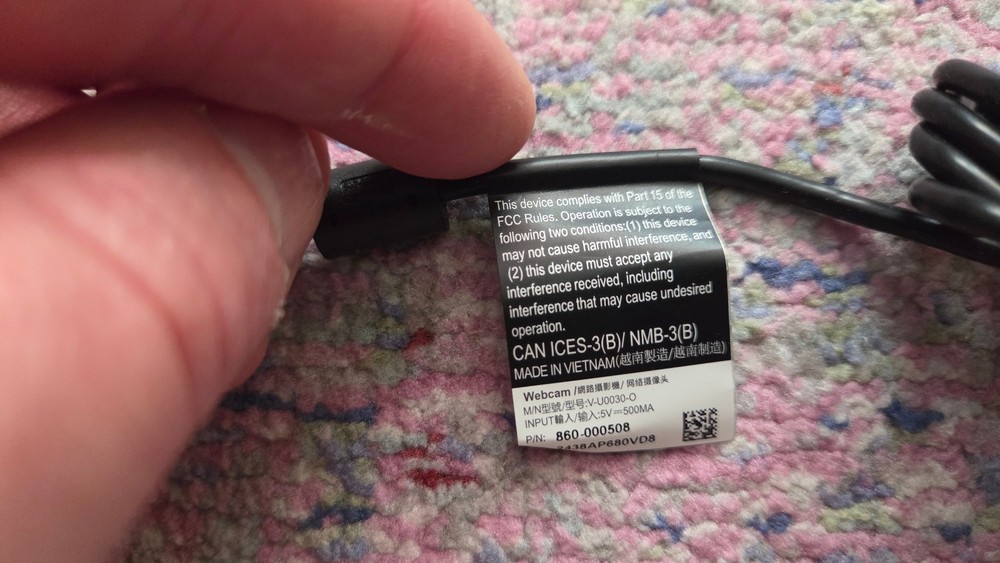 This device complies with Part 15 of the
FCC Rules. Operation is subject to the
following two conditions:(1) this device
may not cause harmful interference, and
(2) this device must accept any
interference received, including
interference that may cause undesired
operation.
CAN ICES-3(B)/ NMB-3(B)
MADE IN VIETNAM(越南製造/越南制造)
Webcam /網路攝影機/ 网络摄像头
M/N型號/型号:V-U0030-O
INPUT輸入/输入:5V⎓500MA
P/N: 860-000508